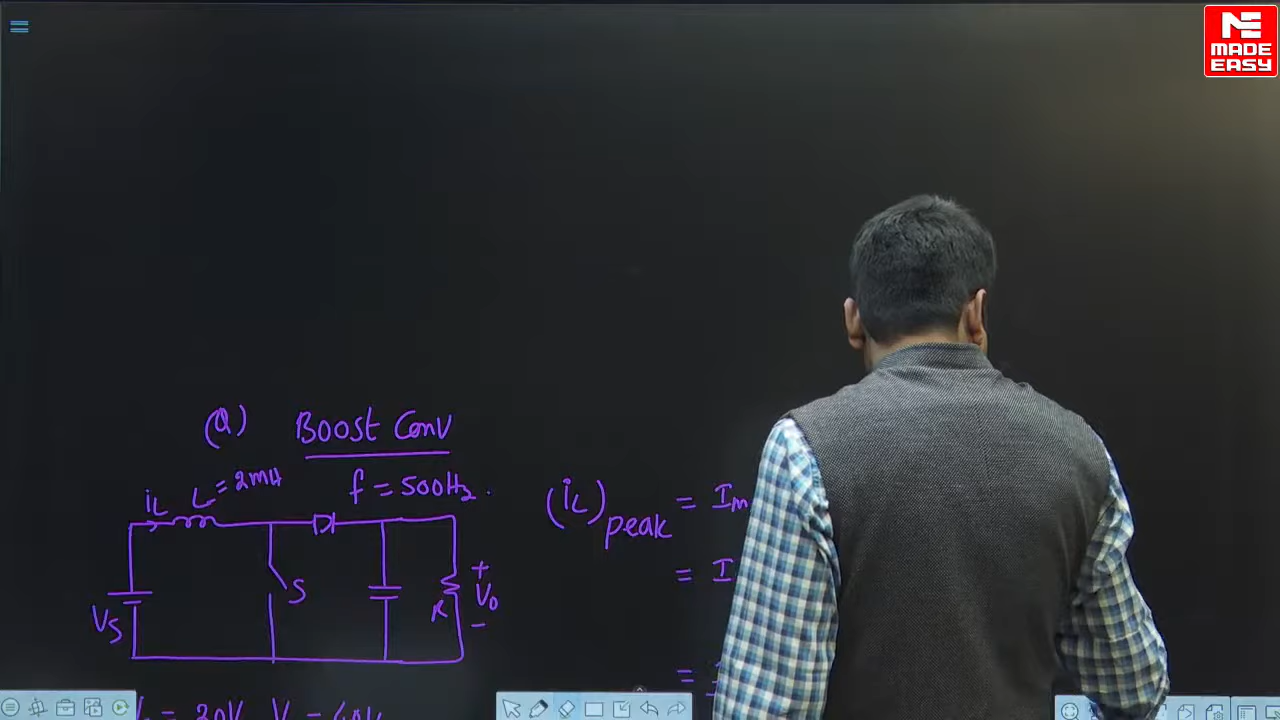 MADE
EASY
(Q) Boost Conv
f = 500Hz.
iL L = 2mH
(iL)peak = Im
= I
S
VS
R
+
V0
-